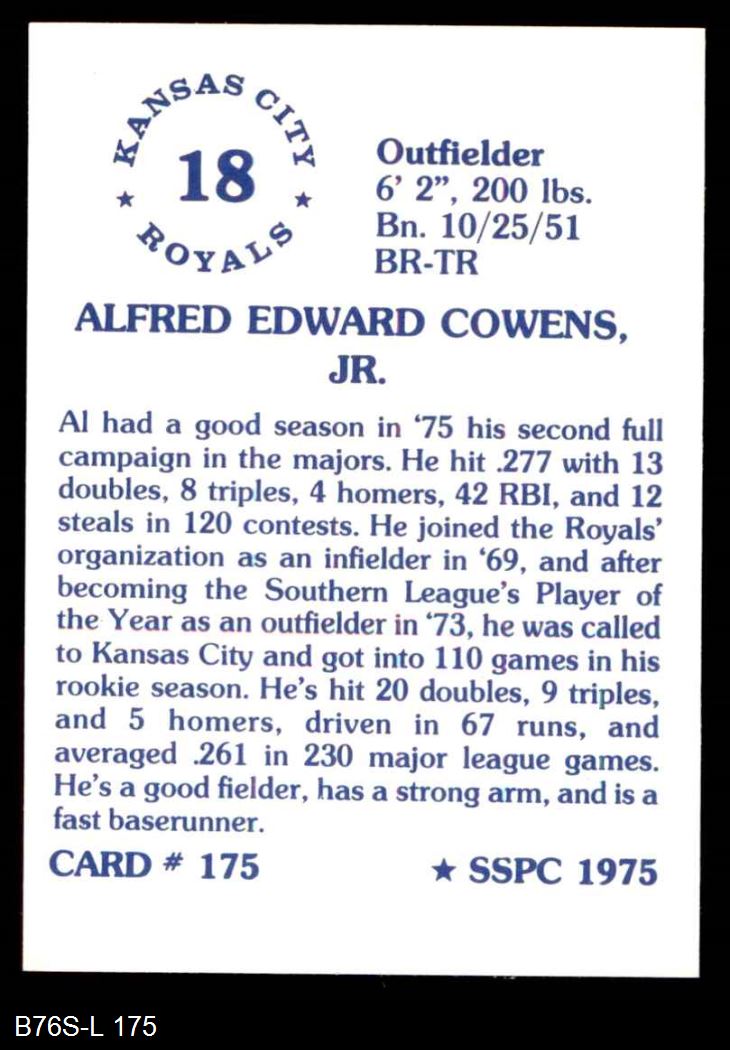 KANSAS CITY
18
★ ★
ROYALS
Outfielder
6’ 2”, 200 lbs.
Bn. 10/25/51
BR-TR
ALFRED EDWARD COWENS,
JR.
Al had a good season in ‘75 his second full
campaign in the majors. He hit .277 with 13
doubles, 8 triples, 4 homers, 42 RBI, and 12
steals in 120 contests. He joined the Royals’
organization as an infielder in ‘69, and after
becoming the Southern League’s Player of
the Year as an outfielder in ‘73, he was called
to Kansas City and got into 110 games in his
rookie season. He’s hit 20 doubles, 9 triples,
and 5 homers, driven in 67 runs, and
averaged .261 in 230 major league games.
He’s a good fielder, has a strong arm, and is a
fast baserunner.
CARD # 175 ★ SSPC 1975
B76S-L 175